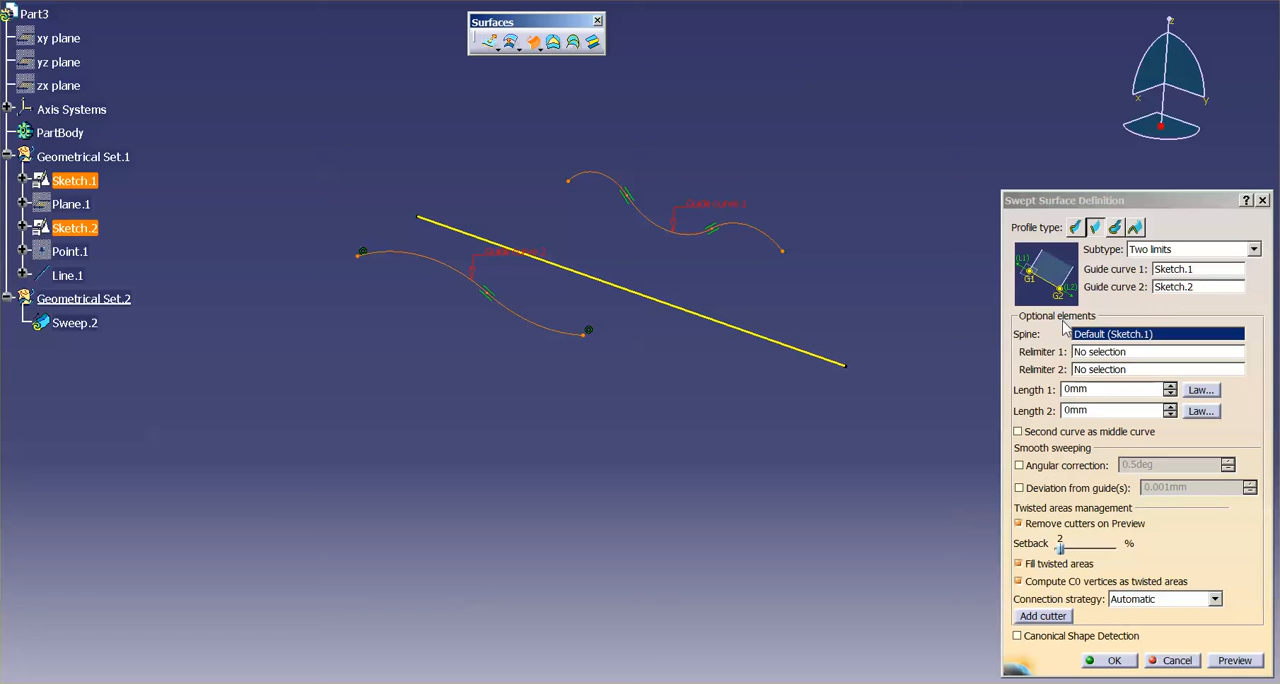 Part3
xy plane
yz plane
zx plane
Axis Systems
PartBody
Geometrical Set.1
Sketch.1
Plane.1
Sketch.2
Point.1
Line.1
Geometrical Set.2
Sweep.2
Surfaces
z
x
y
Swept Surface Definition
Profile type:
Subtype: Two limits
Guide curve 1: Sketch.1
Guide curve 2: Sketch.2
(L1)
G1
(L2)
G2
Optional elements
Spine: Default (Sketch.1)
Relimiter 1: No selection
Relimiter 2: No selection
Length 1: 0mm Law...
Length 2: 0mm Law...
Second curve as middle curve
Smooth sweeping
Angular correction: 0.5deg
Deviation from guide(s): 0.001mm
Twisted areas management
Remove cutters on Preview
Setback 2 %
Fill twisted areas
Compute C0 vertices as twisted areas
Connection strategy: Automatic
Add cutter
Canonical Shape Detection
OK Cancel Preview